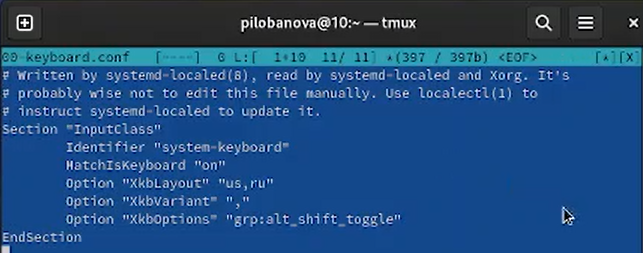 pilobanova@10:~ — tmux
00-keyboard.conf [----] 0 L:[ 1+10 11/ 11] *(397 / 397b) <EOF> [*][X]
# Written by systemd-localed(8), read by systemd-localed and Xorg. It's
# probably wise not to edit this file manually. Use localectl(1) to
# instruct systemd-localed to update it.
Section "InputClass"
        Identifier "system-keyboard"
        MatchIsKeyboard "on"
        Option "XkbLayout" "us,ru"
        Option "XkbVariant" ","
        Option "XkbOptions" "grp:alt_shift_toggle"
EndSection